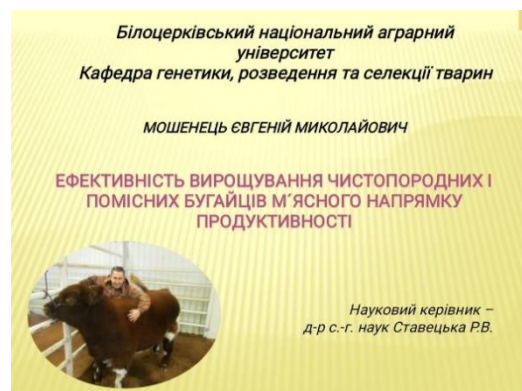 Білоцерківський національний аграрний
університет
Кафедра генетики, розведення та селекції тварин
МОШЕНЕЦЬ ЄВГЕНІЙ МИКОЛАЙОВИЧ
ЕФЕКТИВНІСТЬ ВИРОЩУВАННЯ ЧИСТОПОРОДНИХ І
ПОМІСНИХ БУГАЙЦІВ М´ЯСНОГО НАПРЯМКУ
ПРОДУКТИВНОСТІ
Науковий керівник –
д-р с.-г. наук Ставецька Р.В.